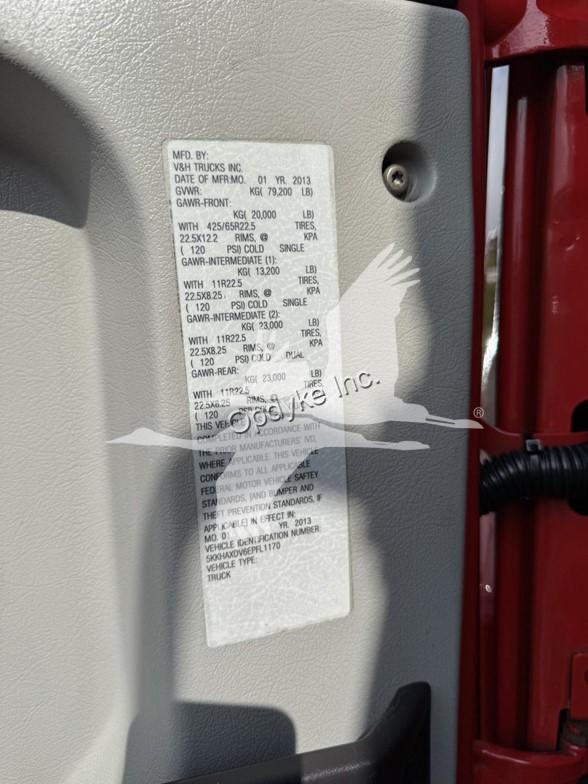 MFD. BY:
V&H TRUCKS INC.
DATE OF MFR:MO. 01 YR. 2013
GVWR: KG( 79,200 LB)
GAWR-FRONT:
KG( 20,000 LB)
WITH 425/65R22.5 TIRES,
22.5X12.2 RIMS, @ KPA
( 120 PSI) COLD SINGLE
GAWR-INTERMEDIATE (1):
KG( 13,200 LB)
WITH 11R22.5 TIRES,
22.5X8.25 RIMS, @ KPA
( 120 PSI) COLD SINGLE
GAWR-INTERMEDIATE (2):
KG( 23,000 LB)
WITH 11R22.5 TIRES,
22.5X8.25 RIMS, @ KPA
( 120 PSI) COLD DUAL
GAWR-REAR:
KG( 23,000 LB)
WITH 11R22.5 TIRES,
22.5X8.25 RIMS,
( 120
THIS VEHICLE
COMPLETED IN ACCORDANCE WITH
THE PRIOR MANUFACTURERS' IVD,
WHERE APPLICABLE. THIS VEHICLE
CONFORMS TO ALL APPLICABLE
FEDERAL MOTOR VEHICLE SAFTEY
STANDARDS, [AND BUMPER AND
THEFT PREVENTION STANDARDS, IF
APPLICABLE] IN EFFECT IN:
MO. 01 YR. 2013
VEHICLE IDENTIFICATION NUMBER:
5KKHAXDV6EPFL1170
VEHICLE TYPE:
TRUCK
Opdyke Inc.
®